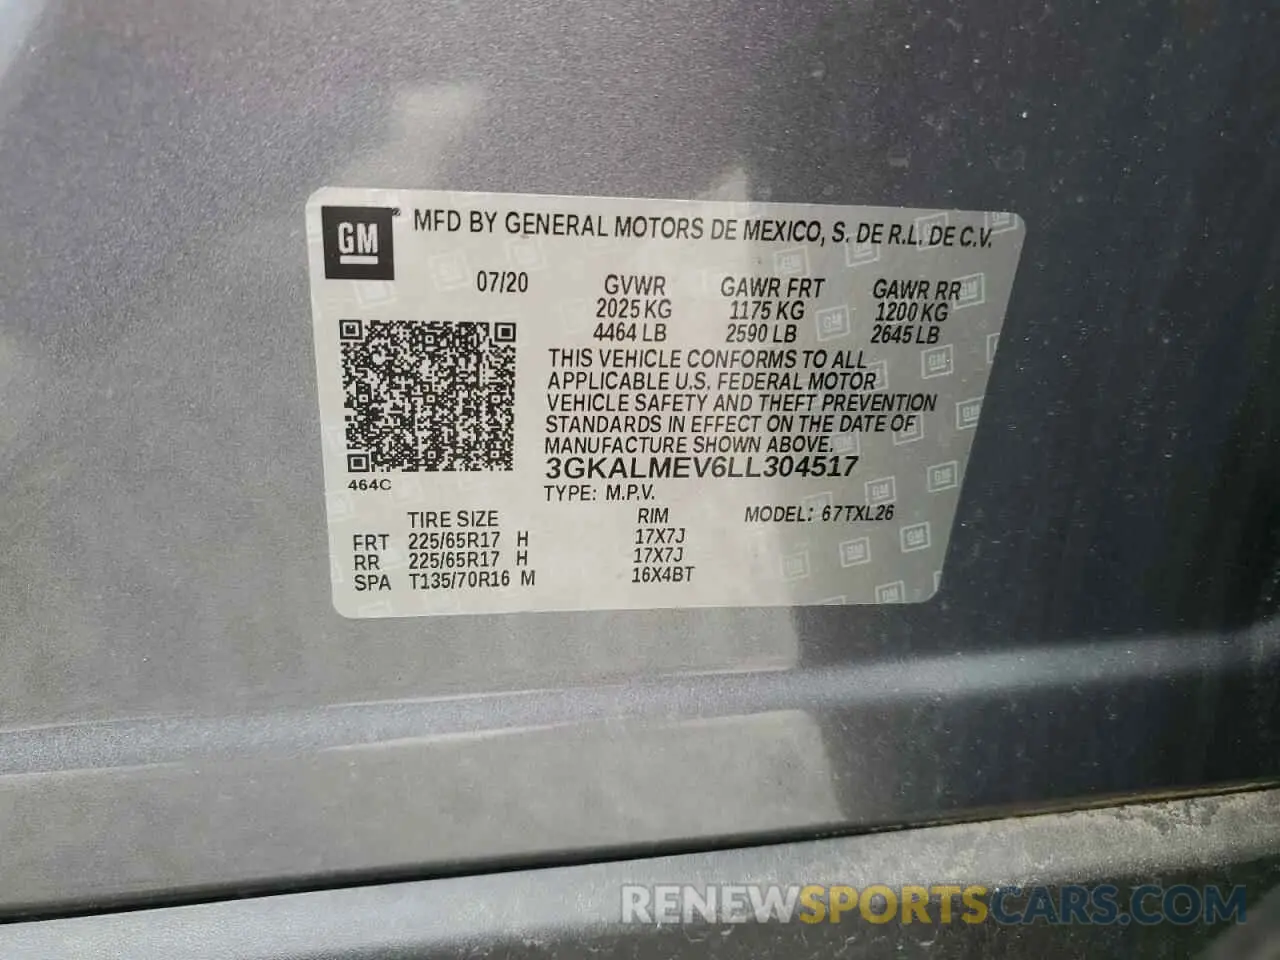 GM® MFD BY GENERAL MOTORS DE MEXICO, S. DE R.L. DE C.V.
07/20 GVWR GAWR FRT GAWR RR
2025 KG 1175 KG 1200 KG
4464 LB 2590 LB 2645 LB
THIS VEHICLE CONFORMS TO ALL
APPLICABLE U.S. FEDERAL MOTOR
VEHICLE SAFETY AND THEFT PREVENTION
STANDARDS IN EFFECT ON THE DATE OF
MANUFACTURE SHOWN ABOVE.
3GKALMEV6LL304517
464C
TYPE: M.P.V.
TIRE SIZE RIM MODEL: 67TXL26
FRT 225/65R17 H 17X7J
RR 225/65R17 H 17X7J
SPA T135/70R16 M 16X4BT
RENEWSPORTSCARS.COM